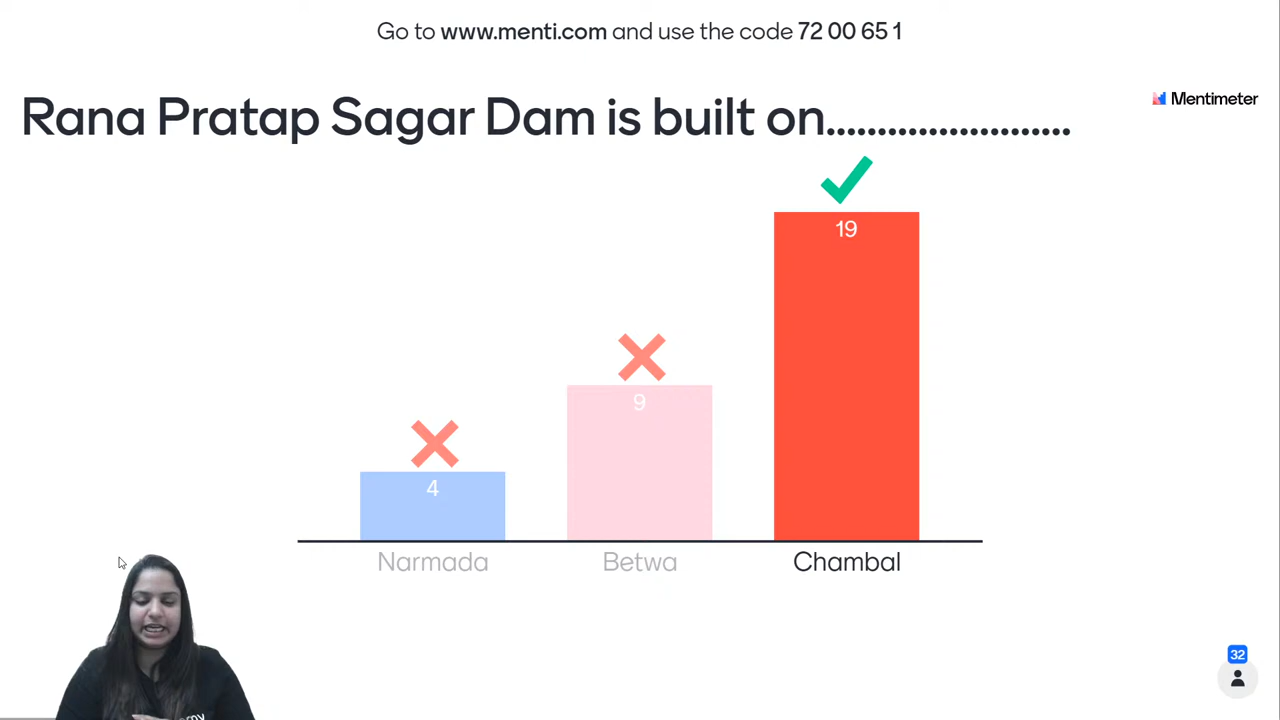 Go to www.menti.com and use the code 72 00 65 1
Mentimeter
Rana Pratap Sagar Dam is built on......................
19
9
4
Narmada
Betwa
Chambal
32